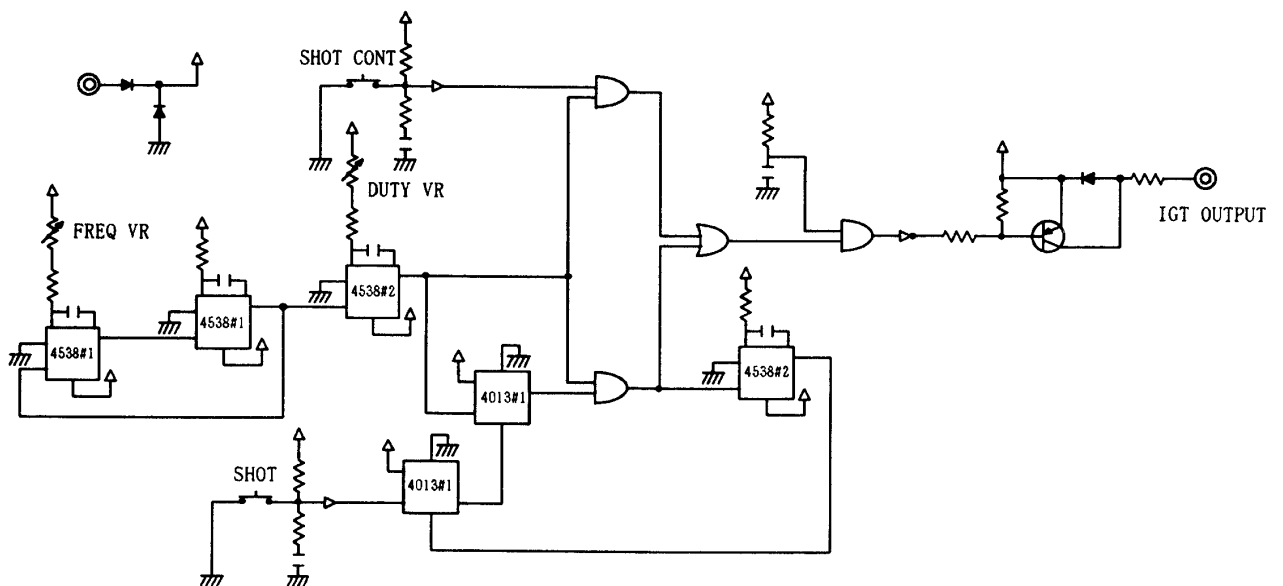 SHOT CONT
DUTY VR
FREQ VR
IGT OUTPUT
4538#2
4538#1
4538#1
4538#2
4013#1
4013#1
SHOT